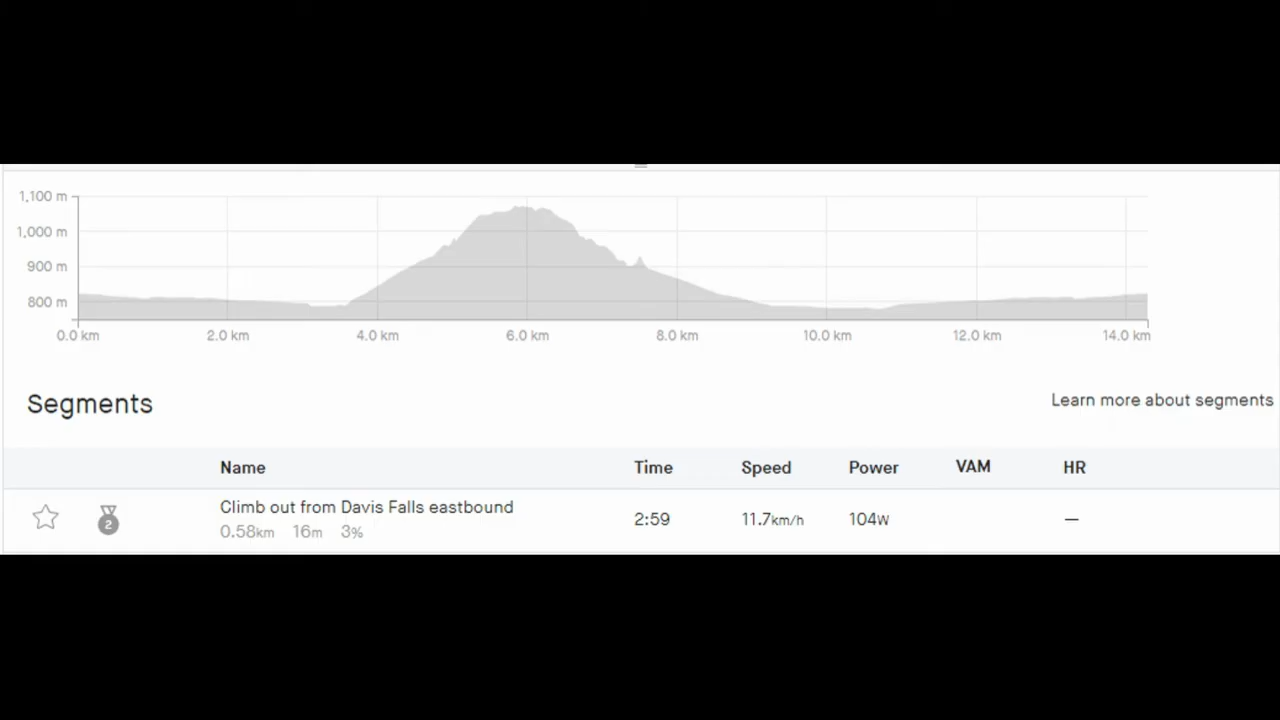 1,100 m
1,000 m
900 m
800 m
0.0 km 2.0 km 4.0 km 6.0 km 8.0 km 10.0 km 12.0 km 14.0 km
Segments Learn more about segments
Name Time Speed Power VAM HR
2 Climb out from Davis Falls eastbound 2:59 11.7km/h 104W —
0.58km 16m 3%